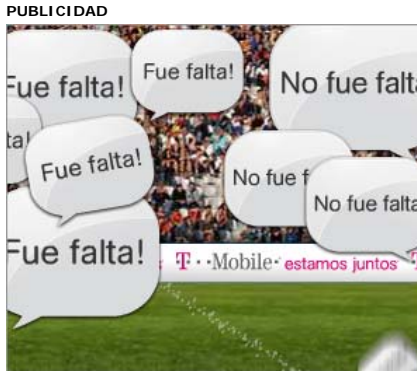 PUBLICIDAD
Fue falta!
Fue falta!
No fue falta
ta!
Fue falta!
No fue f
No fue falta
Fue falta!
T··Mobile· estamos juntos